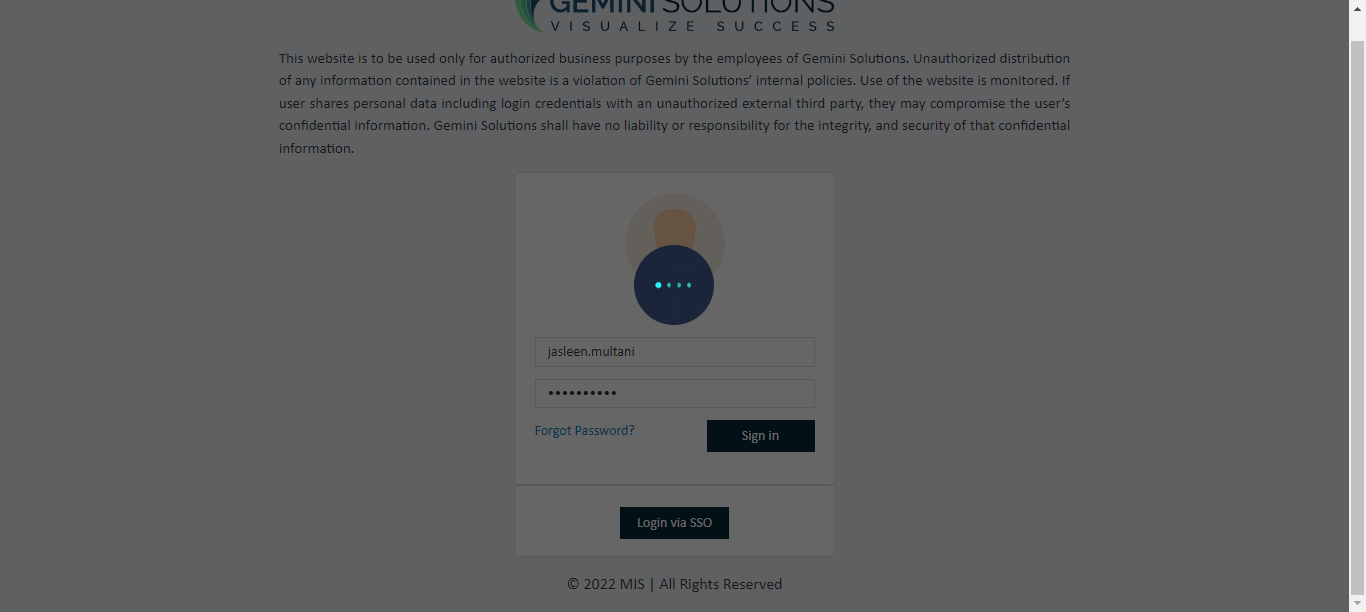 GEMINI SOLUTIONS
VISUALIZE SUCCESS
This website is to be used only for authorized business purposes by the employees of Gemini Solutions. Unauthorized distribution
of any information contained in the website is a violation of Gemini Solutions’ internal policies. Use of the website is monitored. If
user shares personal data including login credentials with an unauthorized external third party, they may compromise the user’s
confidential information. Gemini Solutions shall have no liability or responsibility for the integrity, and security of that confidential
information.
jasleen.multani
••••••••••
Forgot Password?
Sign in
Login via SSO
© 2022 MIS | All Rights Reserved